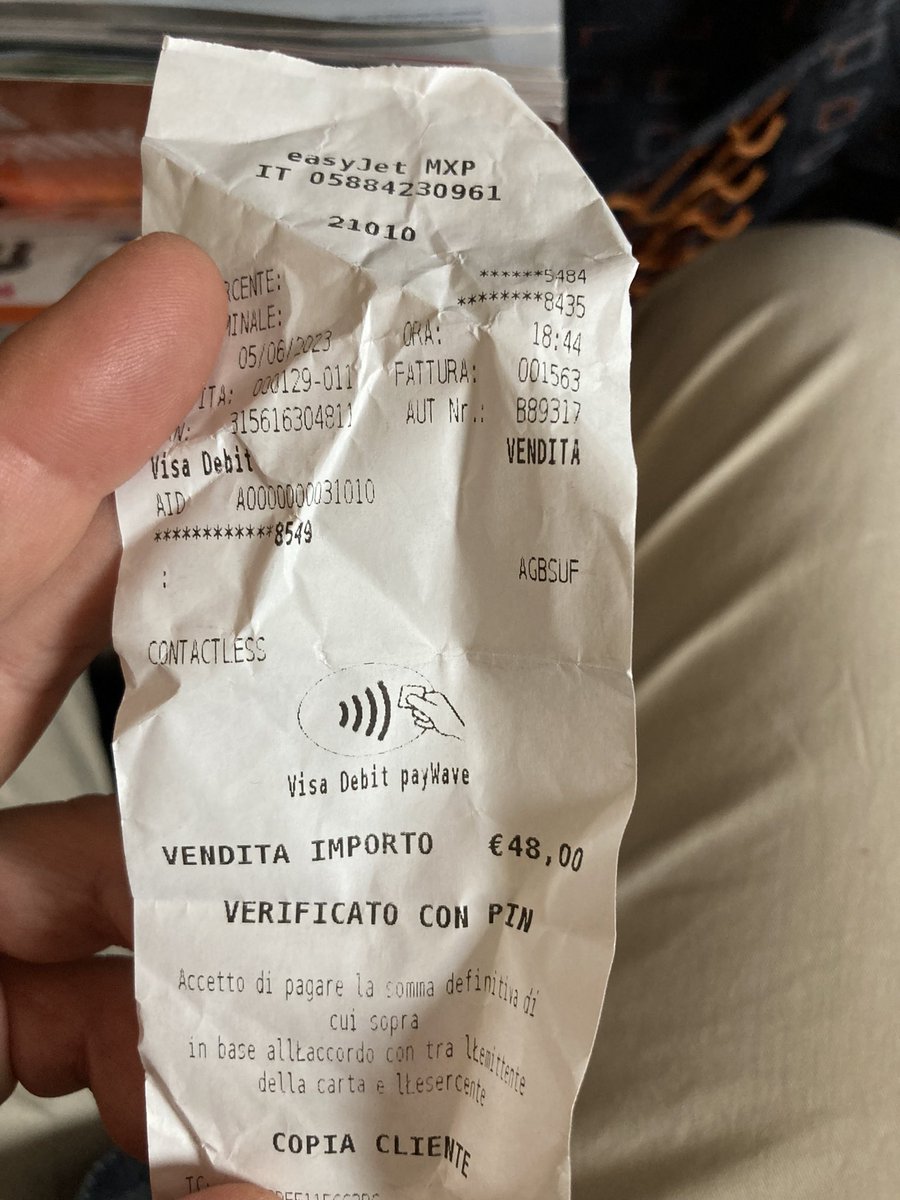 easyJet MXP
IT 05884230961
21010
RCENTE: ******5484
MINALE: ********8435
05/06/2023 ORA: 18:44
ITA: 000129-011 FATTURA: 001563
N: 315616304811 AUT Nr.: B89317
Visa Debit VENDITA
AID: A0000000031010
************8549
: AGBSUF
CONTACTLESS
Visa Debit payWave
VENDITA IMPORTO €48,00
VERIFICATO CON PIN
Accetto di pagare la somma definitiva di
cui sopra
in base allŁaccordo con tra lŁemittente
della carta e lŁesercente
COPIA CLIENTE
TC: